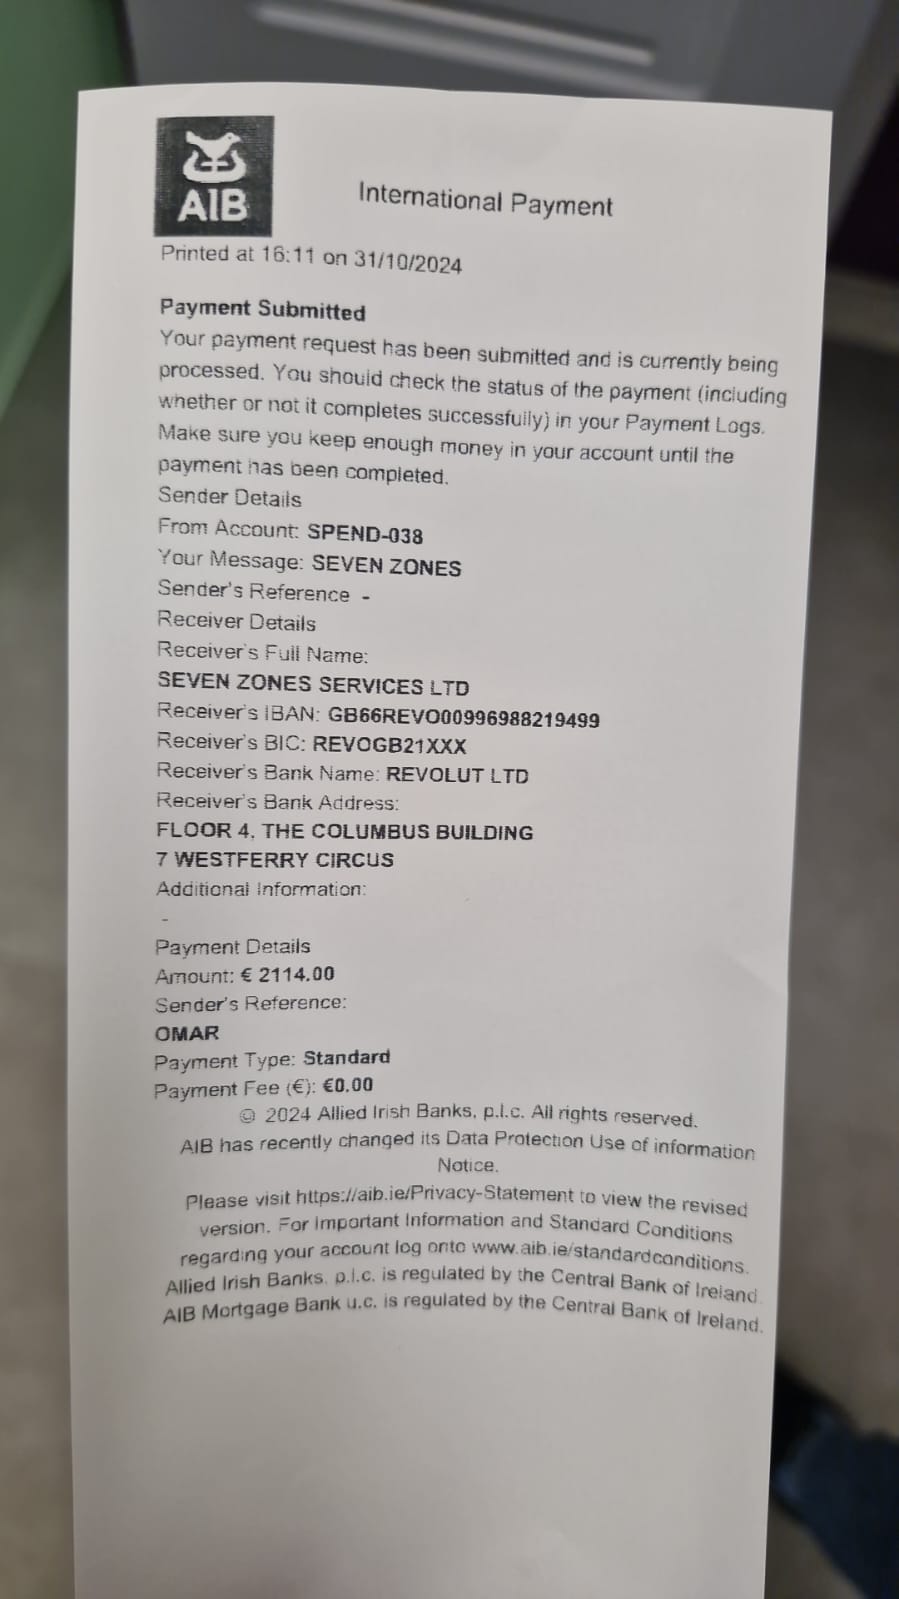 AIB
International Payment
Printed at 16:11 on 31/10/2024
Payment Submitted
Your payment request has been submitted and is currently being
processed. You should check the status of the payment (including
whether or not it completes successfully) in your Payment Logs.
Make sure you keep enough money in your account until the
payment has been completed.
Sender Details
From Account: SPEND-038
Your Message: SEVEN ZONES
Sender's Reference -
Receiver Details
Receiver's Full Name:
SEVEN ZONES SERVICES LTD
Receiver's IBAN: GB66REVO00996988219499
Receiver's BIC: REVOGB21XXX
Receiver's Bank Name: REVOLUT LTD
Receiver's Bank Address:
FLOOR 4, THE COLUMBUS BUILDING
7 WESTFERRY CIRCUS
Additional Information:
-
Payment Details
Amount: € 2114.00
Sender's Reference:
OMAR
Payment Type: Standard
Payment Fee (€): €0.00
© 2024 Allied Irish Banks, p.l.c. All rights reserved.
AIB has recently changed its Data Protection Use of information
Notice.
Please visit https://aib.ie/Privacy-Statement to view the revised
version. For Important Information and Standard Conditions
regarding your account log onto www.aib.ie/standardconditions.
Allied Irish Banks, p.l.c. is regulated by the Central Bank of Ireland.
AIB Mortgage Bank u.c. is regulated by the Central Bank of Ireland.